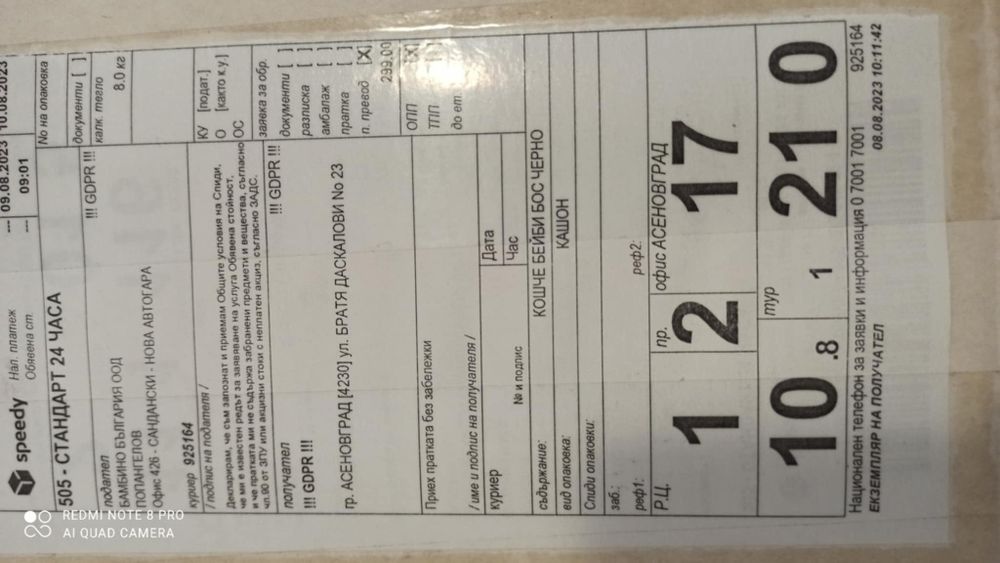 speedy
Нал. платеж
Обявена ст.
--- 09.08.2023 10.08.2023
--- 09:01
505 - СТАНДАРТ 24 ЧАСА
No на опаковка
подател
!!! GDPR !!!
БАМБИНО БЪЛГАРИЯ ООД
ПОПАНГЕЛОВ
Офис 426 - САНДАНСКИ - НОВА АВТОГАРА
документи [ ]
калк. тегло
8.0 кг
куриер 925164
/ подпис на подателя /
Декларирам, че съм запознат и приемам Общите условия на Спиди,
че ми е известен редът за заявяване на услуга Обявена стойност,
и че пратката ми не съдържа забранени предмети и вещества, съгласно
чл.90 от ЗПУ или акцизни стоки с неплатен акциз, съгласно ЗАДС.
КУ [подат.]
О [както к.у.]
ОС
заявка за обр.
получател
!!! GDPR !!!
!!! GDPR !!!
гр. АСЕНОВГРАД [4230] ул. БРАТЯ ДАСКАЛОВИ No 23
документи [ ]
разписка [ ]
амбалаж [ ]
пратка [ ]
п. превод [X]
299.00
Приех пратката без забележки
ОПП [X]
ТПП [ ]
до ет.
/ име и подпис на получателя /
куриер
№ и подпис
Дата
Час
съдържание: КОШЧЕ БЕЙБИ БОС ЧЕРНО
вид опаковка: КАШОН
Спиди опаковки:
заб.:
реф1:
реф2:
Р.Ц.
пр.
офис АСЕНОВГРАД
1 2 17
тур
10 .8 1 21 0
Национален телефон за заявки и информация 0 7001 7001
925164
ЕКЗЕМПЛЯР НА ПОЛУЧАТЕЛ
08.08.2023 10:11:42
REDMI NOTE 8 PRO
AI QUAD CAMERA